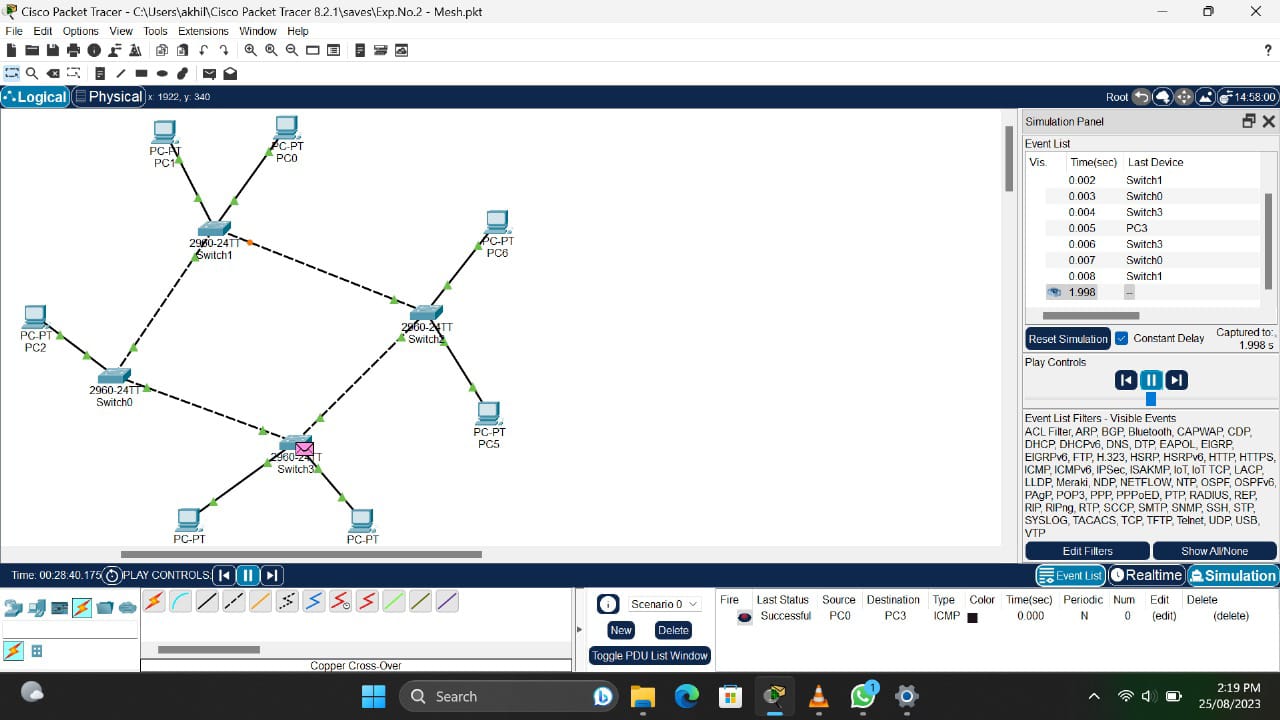 Cisco Packet Tracer - C:\Users\akhil\Cisco Packet Tracer 8.2.1\saves\Exp.No.2 - Mesh.pkt
File Edit Options View Tools Extensions Window Help
?
Logical Physical x: 1922, y: 340 Root 14:58:00
PC-PT
PC1
PC-PT
PC0
2960-24TT
Switch1
PC-PT
PC6
2960-24TT
Switch2
PC-PT
PC2
2960-24TT
Switch0
PC-PT
PC5
2960-24TT
Switch3
PC-PT
PC-PT
Simulation Panel
Event List
Vis. Time(sec) Last Device
0.002 Switch1
0.003 Switch0
0.004 Switch3
0.005 PC3
0.006 Switch3
0.007 Switch0
0.008 Switch1
1.998 --
Reset Simulation Constant Delay Captured to:
1.998 s
Play Controls
Event List Filters - Visible Events
ACL Filter, ARP, BGP, Bluetooth, CAPWAP, CDP,
DHCP, DHCPv6, DNS, DTP, EAPOL, EIGRP,
EIGRPv6, FTP, H.323, HSRP, HSRPv6, HTTP, HTTPS,
ICMP, ICMPv6, IPSec, ISAKMP, IoT, IoT TCP, LACP,
LLDP, Meraki, NDP, NETFLOW, NTP, OSPF, OSPFv6,
PAgP, POP3, PPP, PPPoED, PTP, RADIUS, REP,
RIP, RIPng, RTP, SCCP, SMTP, SNMP, SSH, STP,
SYSLOG, TACACS, TCP, TFTP, Telnet, UDP, USB,
VTP
Edit Filters Show All/None
Time: 00:28:40.175 PLAY CONTROLS: Event List Realtime Simulation
Scenario 0
New Delete
Toggle PDU List Window
Fire Last Status Source Destination Type Color Time(sec) Periodic Num Edit Delete
Successful PC0 PC3 ICMP 0.000 N 0 (edit) (delete)
Copper Cross-Over
Search
1
2:19 PM
25/08/2023